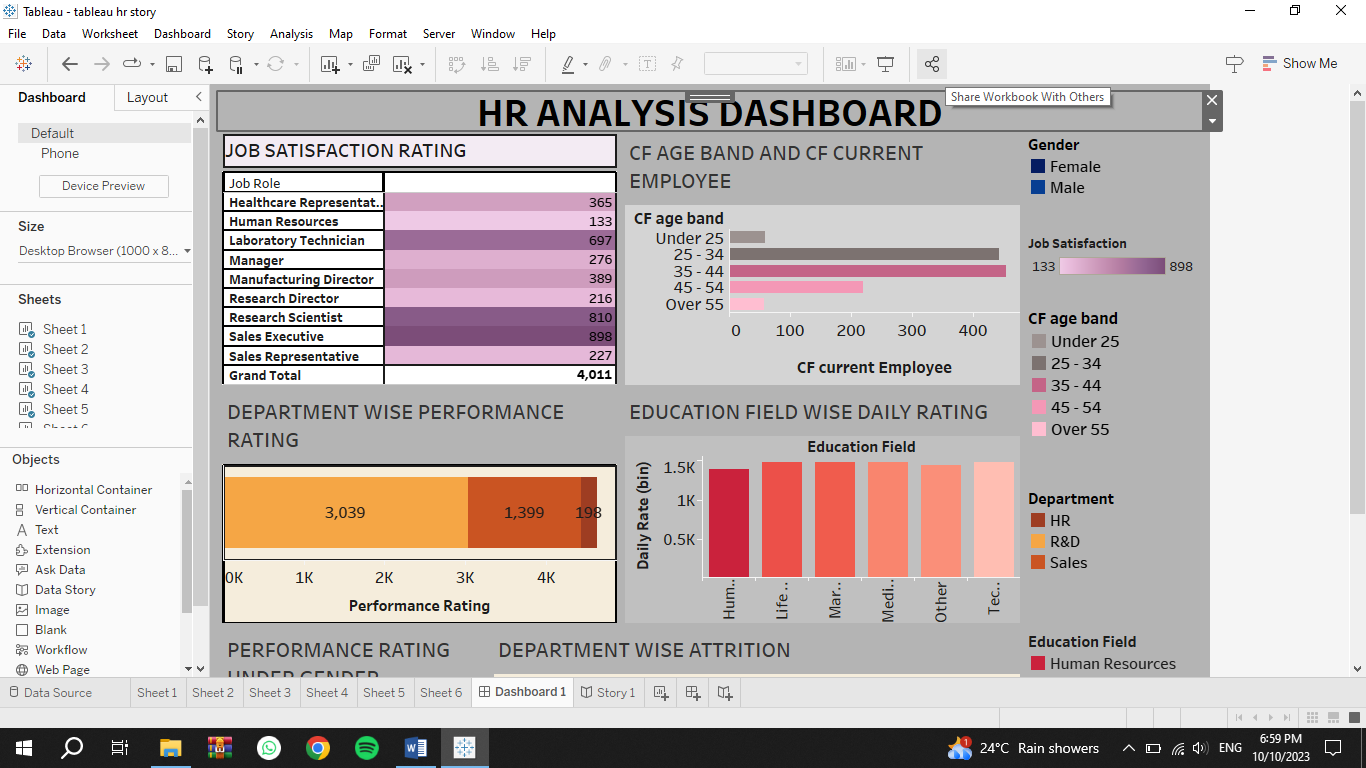 Tableau - tableau hr story
File Data Worksheet Dashboard Story Analysis Map Format Server Window Help
Show Me
Dashboard Layout
Share Workbook With Others
HR ANALYSIS DASHBOARD
Default
Phone
Device Preview
Size
Desktop Browser (1000 x 8...
Sheets
Sheet 1
Sheet 2
Sheet 3
Sheet 4
Sheet 5
Objects
Horizontal Container
Vertical Container
Text
Extension
Ask Data
Data Story
Image
Blank
Workflow
Web Page
JOB SATISFACTION RATING
Job Role
Healthcare Representat.. 365
Human Resources 133
Laboratory Technician 697
Manager 276
Manufacturing Director 389
Research Director 216
Research Scientist 810
Sales Executive 898
Sales Representative 227
Grand Total 4,011
CF AGE BAND AND CF CURRENT
EMPLOYEE
CF age band
Under 25
25 - 34
35 - 44
45 - 54
Over 55
0 100 200 300 400
CF current Employee
DEPARTMENT WISE PERFORMANCE
RATING
3,039 1,399 198
0K 1K 2K 3K 4K
Performance Rating
EDUCATION FIELD WISE DAILY RATING
Education Field
Daily Rate (bin)
1.5K
1K
0.5K
Hum..
Life..
Mar..
Medi..
Other
Tec..
PERFORMANCE RATING
UNDER GENDER
DEPARTMENT WISE ATTRITION
Gender
Female
Male
Job Satisfaction
133 898
CF age band
Under 25
25 - 34
35 - 44
45 - 54
Over 55
Department
HR
R&D
Sales
Education Field
Human Resources
Data Source Sheet 1 Sheet 2 Sheet 3 Sheet 4 Sheet 5 Sheet 6 Dashboard 1 Story 1
1 24°C Rain showers ENG 6:59 PM
10/10/2023